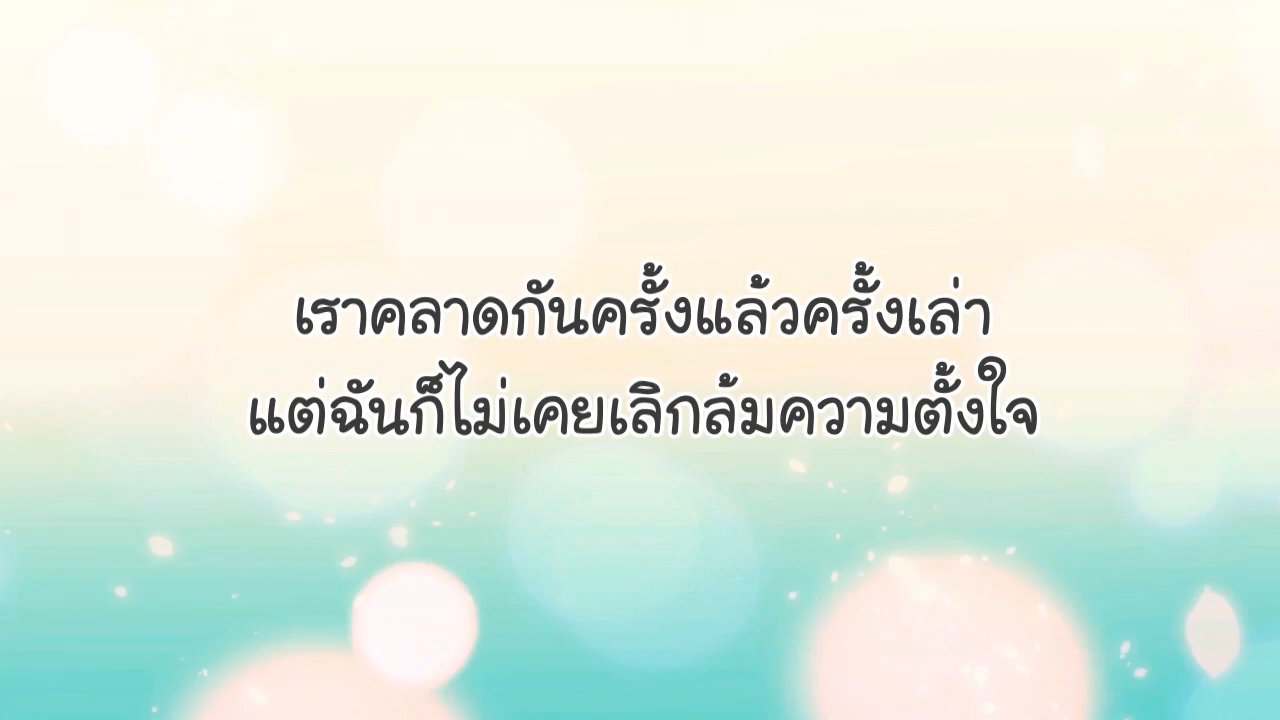 เราคลาดกันครั้งแล้วครั้งเล่า
แต่ฉันก็ไม่เคยเลิกล้มความตั้งใจ